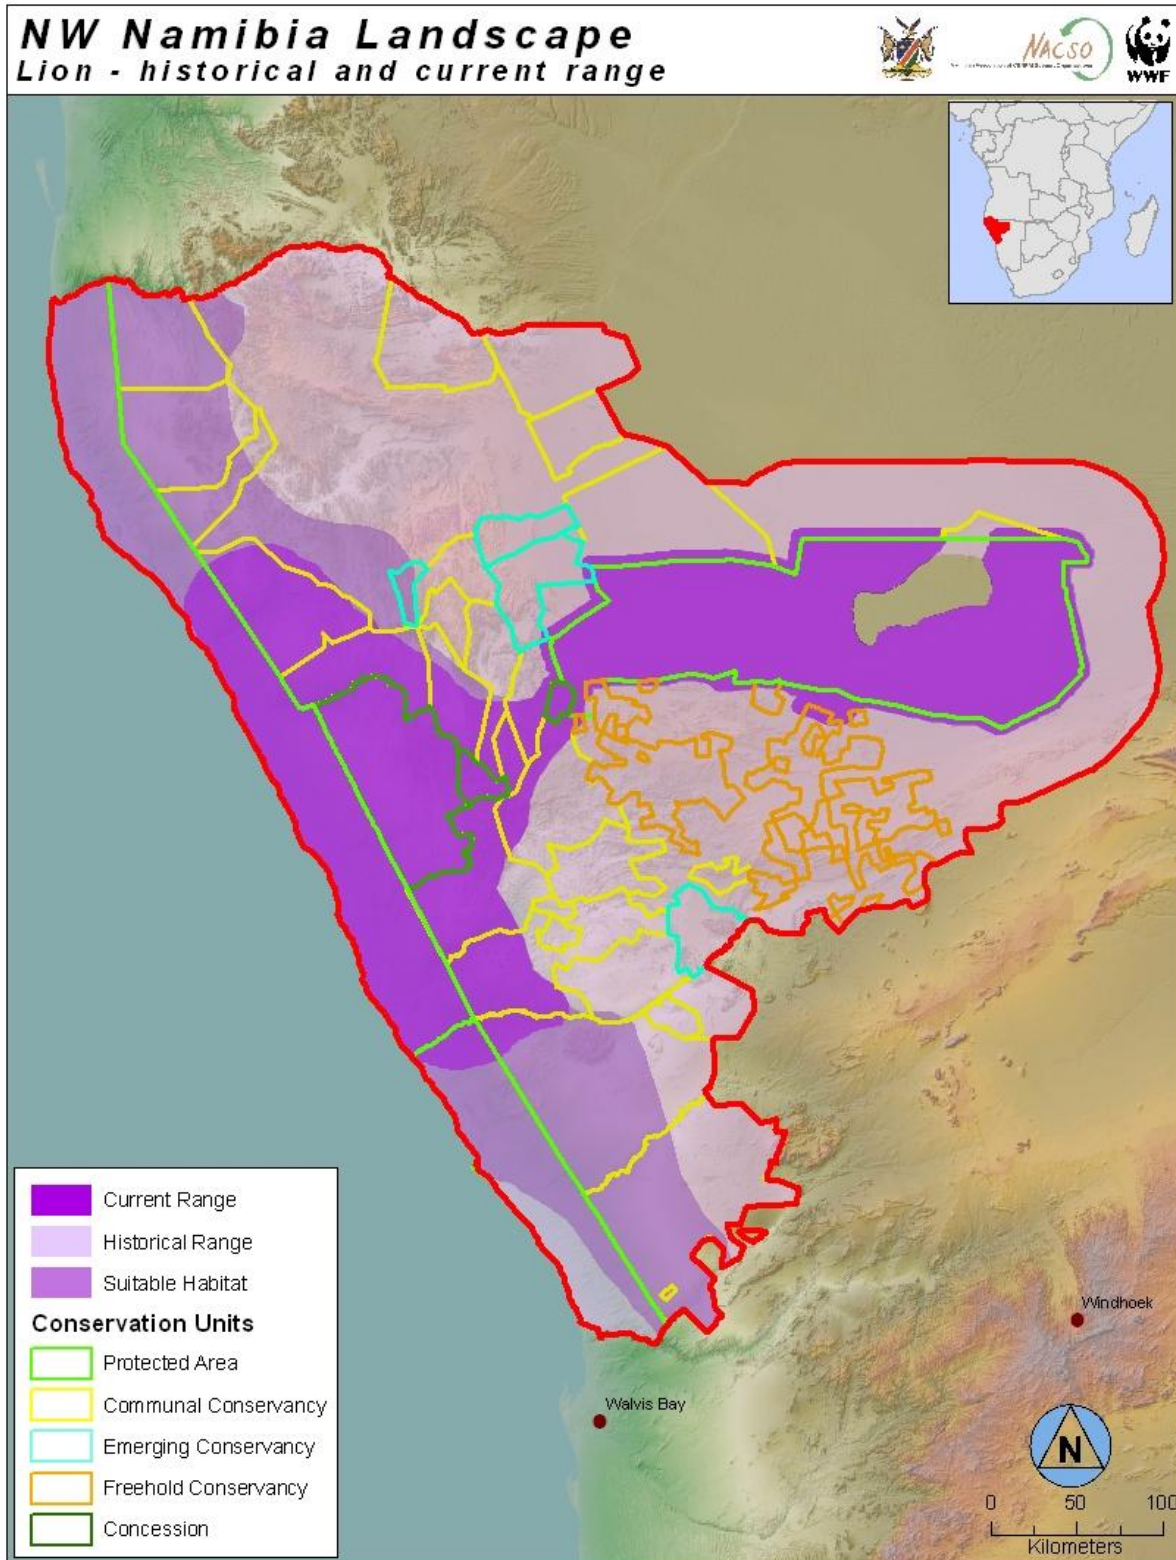 NW Namibia Landscape
Lion - historical and current range
NACSO
WWF
Current Range
Historical Range
Suitable Habitat
Conservation Units
Protected Area
Communal Conservancy
Emerging Conservancy
Freehold Conservancy
Concession
Windhoek
Walvis Bay
N
0 50 100
Kilometers